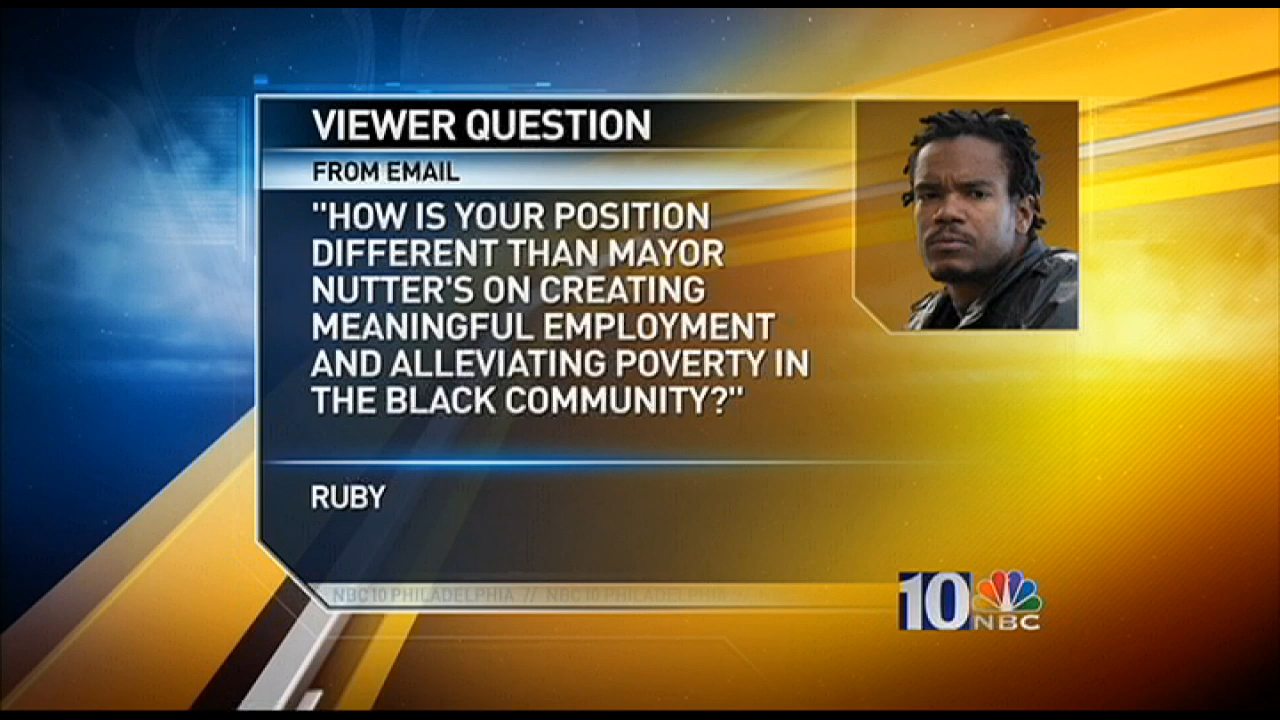 VIEWER QUESTION
FROM EMAIL
"HOW IS YOUR POSITION
DIFFERENT THAN MAYOR
NUTTER'S ON CREATING
MEANINGFUL EMPLOYMENT
AND ALLEVIATING POVERTY IN
THE BLACK COMMUNITY?"
RUBY
NBC10 PHILADELPHIA // NBC10 PHILADELPHIA
10
NBC